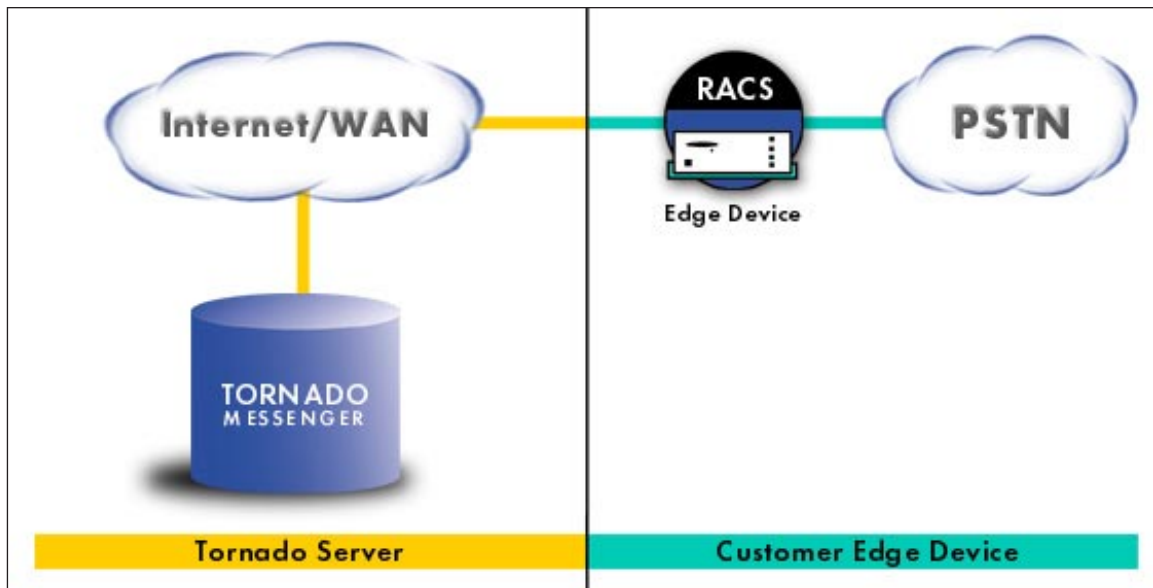 Internet/WAN
RACS
PSTN
Edge Device
TORNADO
MESSENGER
Tornado Server
Customer Edge Device